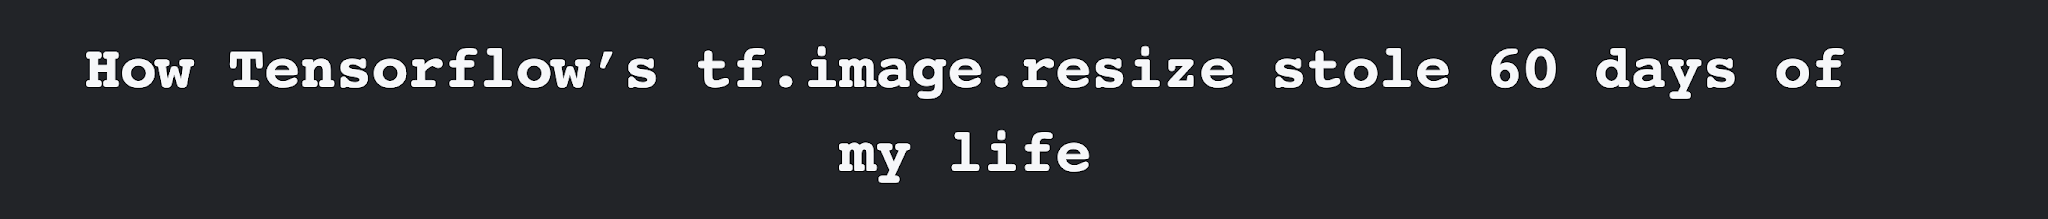 How Tensorflow’s tf.image.resize stole 60 days of
my life